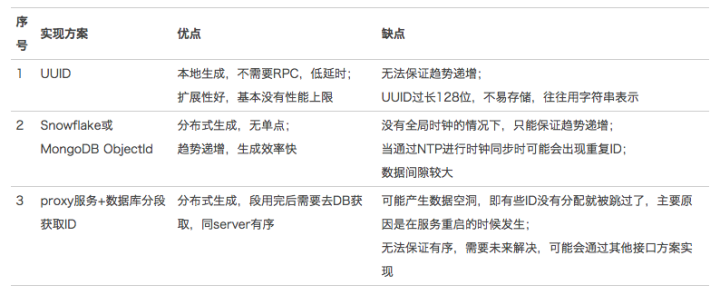 序号 实现方案 优点 缺点
1 UUID 本地生成，不需要RPC，低延时； 无法保证趋势递增；
扩展性好，基本没有性能上限 UUID过长128位，不易存储，往往用字符串表示
2 Snowflake或 分布式生成，无单点； 没有全局时钟的情况下，只能保证趋势递增；
MongoDB ObjectId 趋势递增，生成效率快 当通过NTP进行时钟同步时可能会出现重复ID；
数据间隙较大
3 proxy服务+数据库分段 分布式生成，段用完后需要去DB获 可能产生数据空洞，即有些ID没有分配就被跳过了，主要原
获取ID 取，同server有序 因是在服务重启的时候发生；
无法保证有序，需要未来解决，可能会通过其他接口方案实
现